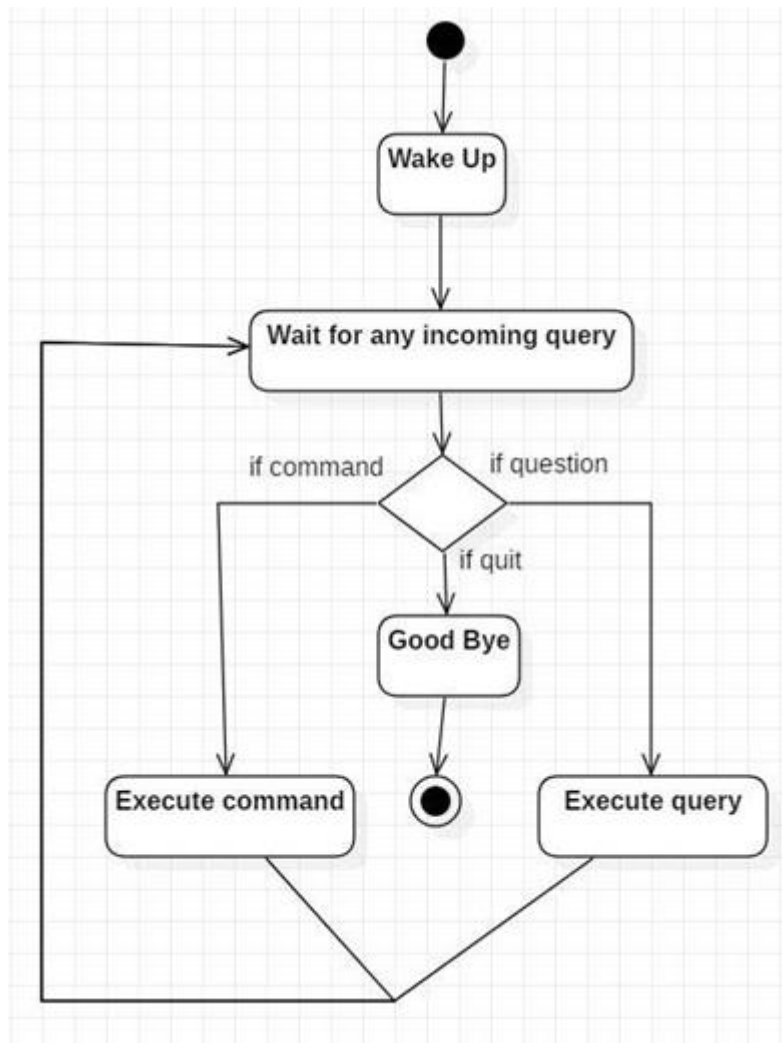 Wake Up
Wait for any incoming query
if command
if question
if quit
Good Bye
Execute command
Execute query